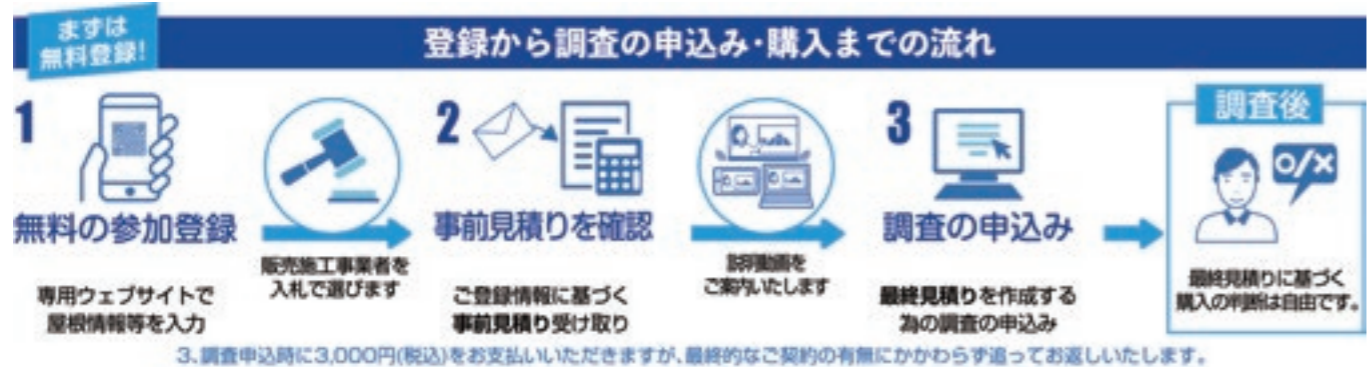 まずは
無料登録!
登録から調査の申込み・購入までの流れ
1
無料の参加登録
専用ウェブサイトで
屋根情報等を入力
販売施工事業者を
入札で選びます
2
事前見積りを確認
ご登録情報に基づく
事前見積り受け取り
説明動画を
ご案内いたします
3
調査の申込み
最終見積りを作成する
為の調査の申込み
調査後
o/x
最終見積りに基づく
購入の判断は自由です。
3、調査申込時に3,000円(税込)をお支払いいただきますが、最終的なご契約の有無にかかわらず追ってお返しいたします。